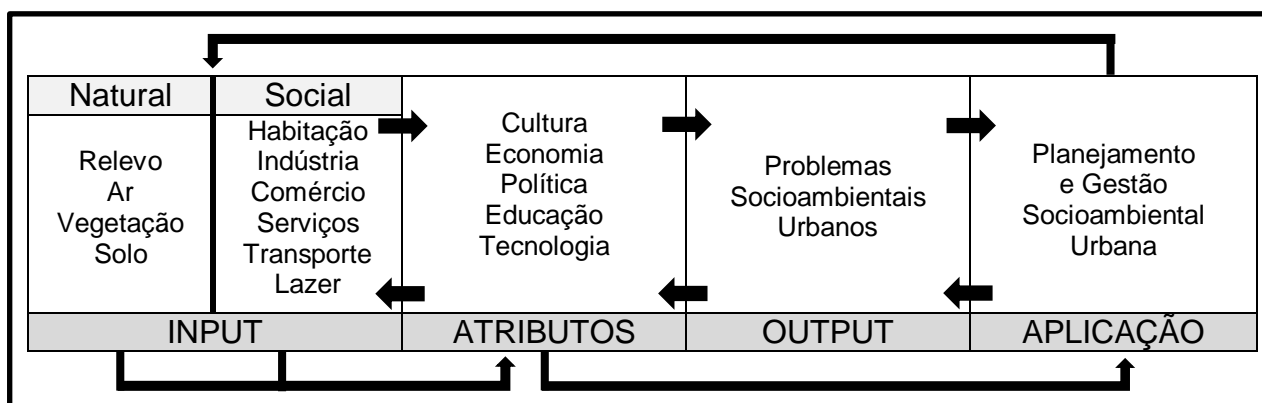 Natural
Social
Relevo
Ar
Vegetação
Solo
Habitação
Indústria
Comércio
Serviços
Transporte
Lazer
Cultura
Economia
Política
Educação
Tecnologia
Problemas
Socioambientais
Urbanos
Planejamento
e Gestão
Socioambiental
Urbana
INPUT
ATRIBUTOS
OUTPUT
APLICAÇÃO